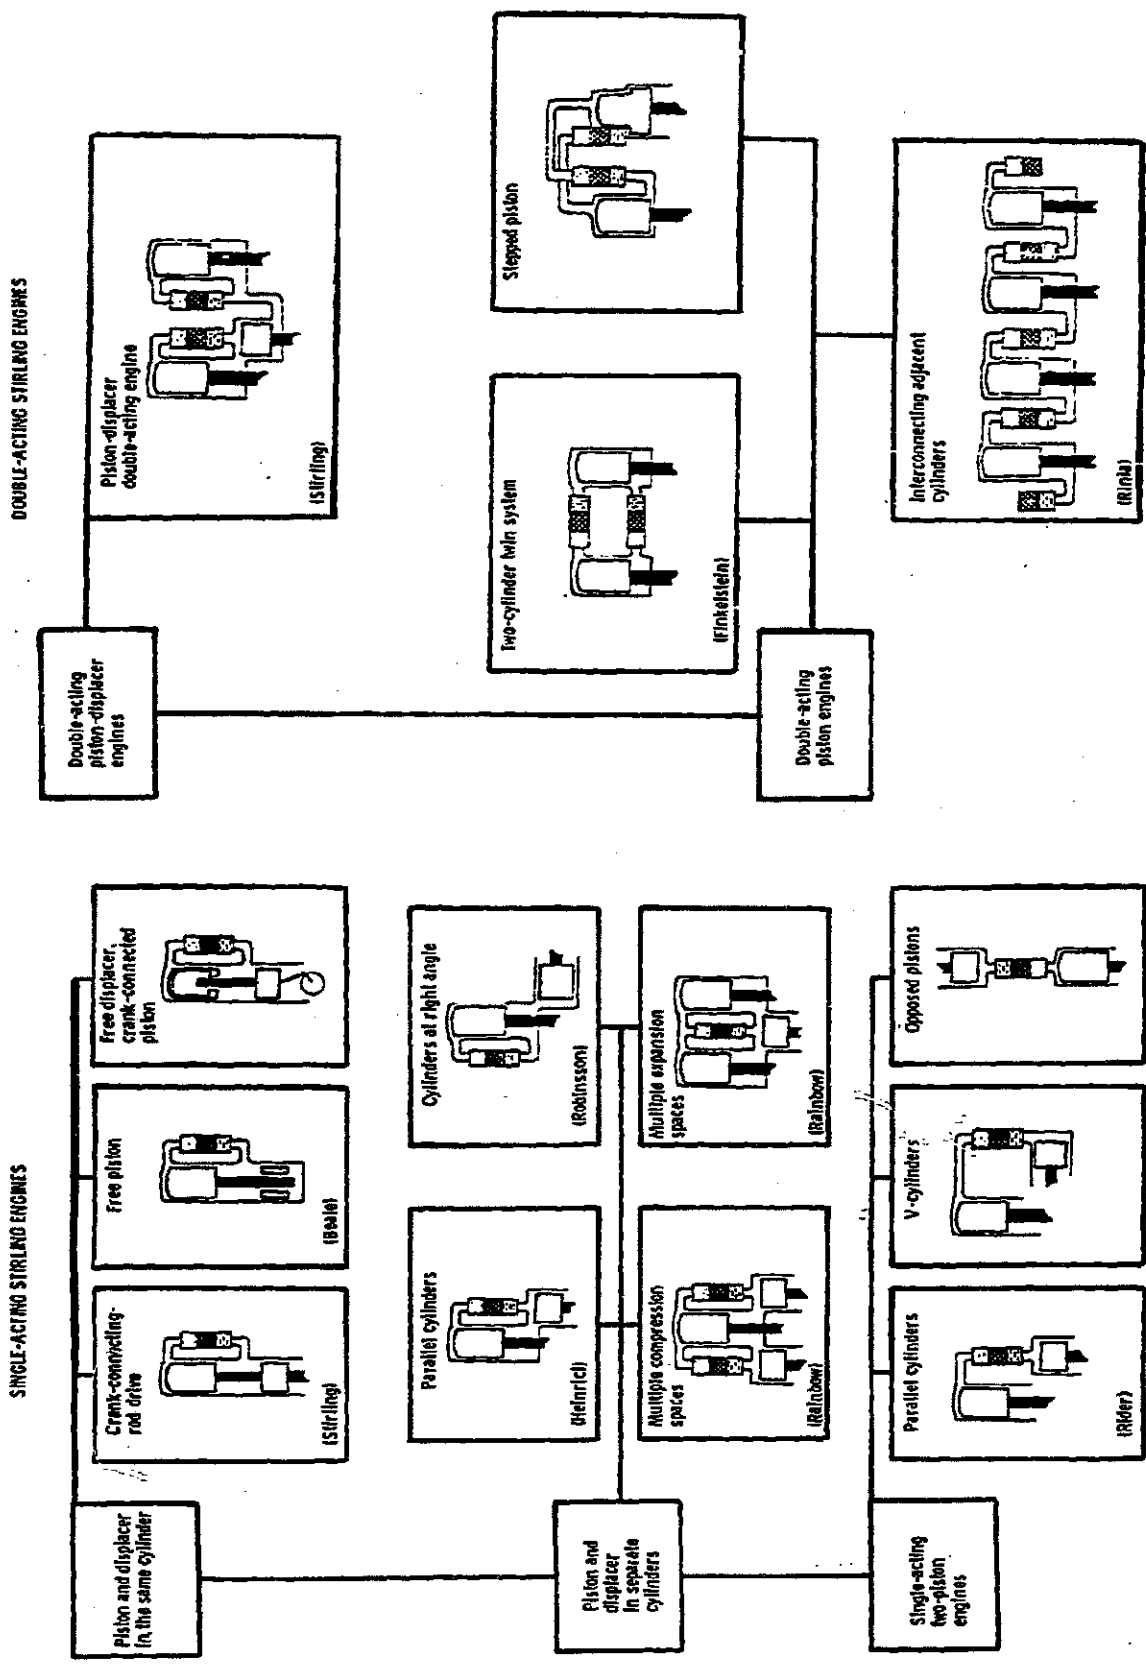 SINGLE-ACTING STIRLING ENGINES
Piston and displacer
in the same cylinder
Crank-connecting-
rod drive
(Stirling)
Free piston
(Beale)
Free displacer,
crank-connected
piston
Piston and
displacer
in separate
cylinders
Parallel cylinders
(Heinrici)
Cylinders at right angle
(Robinsson)
Multiple compression
spaces
(Rainbow)
Multiple expansion
spaces
(Rainbow)
Single-acting
two-piston
engines
Parallel cylinders
(Rider)
V-cylinders
Opposed pistons
DOUBLE-ACTING STIRLING ENGINES
Double-acting
piston-displacer
engines
Piston-displacer
double-acting engine
(Stirling)
Double-acting
piston engines
Two-cylinder twin system
(Finkelstein)
Stepped piston
Interconnecting adjacent
cylinders
(Rinia)